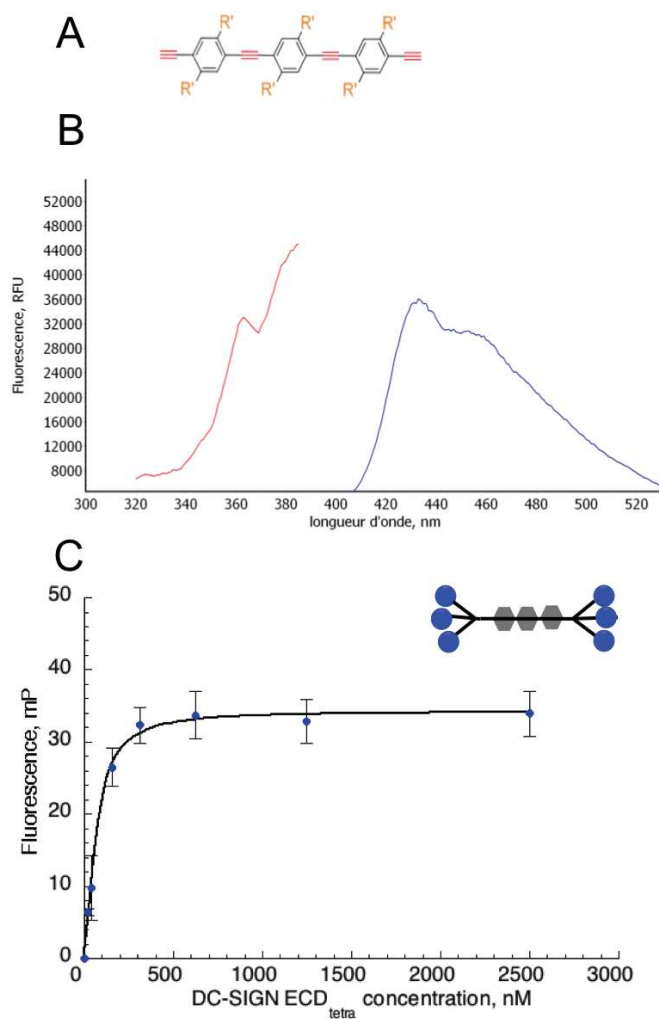 A
R' R' R'
R' R' R'
B
Fluorescence, RFU
52000
48000
44000
40000
36000
32000
28000
24000
20000
16000
12000
8000
300 320 340 360 380 400 420 440 460 480 500 520
longueur d'onde, nm
C
Fluorescence, mP
50
40
30
20
10
0
0 500 1000 1500 2000 2500 3000
DC-SIGN ECD tetra concentration, nM